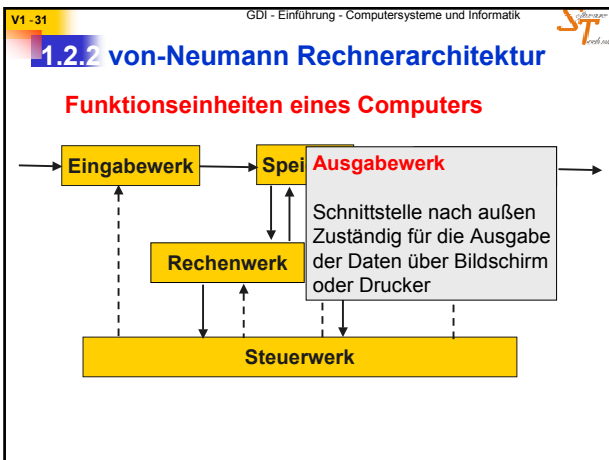 V1 - 31
GDI - Einführung - Computersysteme und Informatik
1.2.2 von-Neumann Rechnerarchitektur
Funktionseinheiten eines Computers
Eingabewerk
Spei
Ausgabewerk
Schnittstelle nach außen
Zuständig für die Ausgabe
der Daten über Bildschirm
oder Drucker
Rechenwerk
Steuerwerk